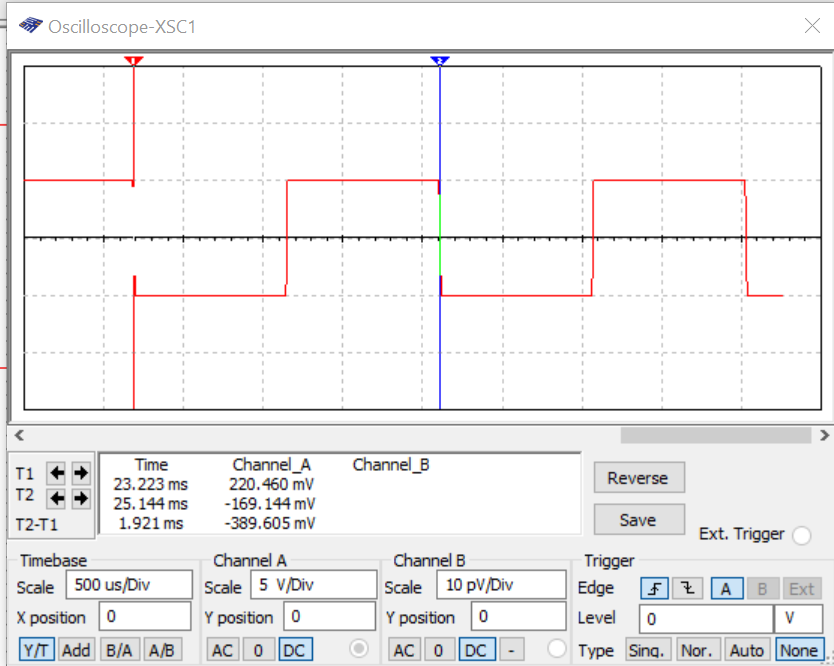 Oscilloscope-XSC1
1 2
Time Channel_A Channel_B
T1 23.223 ms 220.460 mV
T2 25.144 ms -169.144 mV
T2-T1 1.921 ms -389.605 mV
Reverse
Save
Ext. Trigger
Timebase Channel A Channel B Trigger
Scale 500 us/Div Scale 5 V/Div Scale 10 pV/Div Edge A B Ext
X position 0 Y position 0 Y position 0 Level 0 V
Y/T Add B/A A/B AC 0 DC AC 0 DC - Type Sing. Nor. Auto None